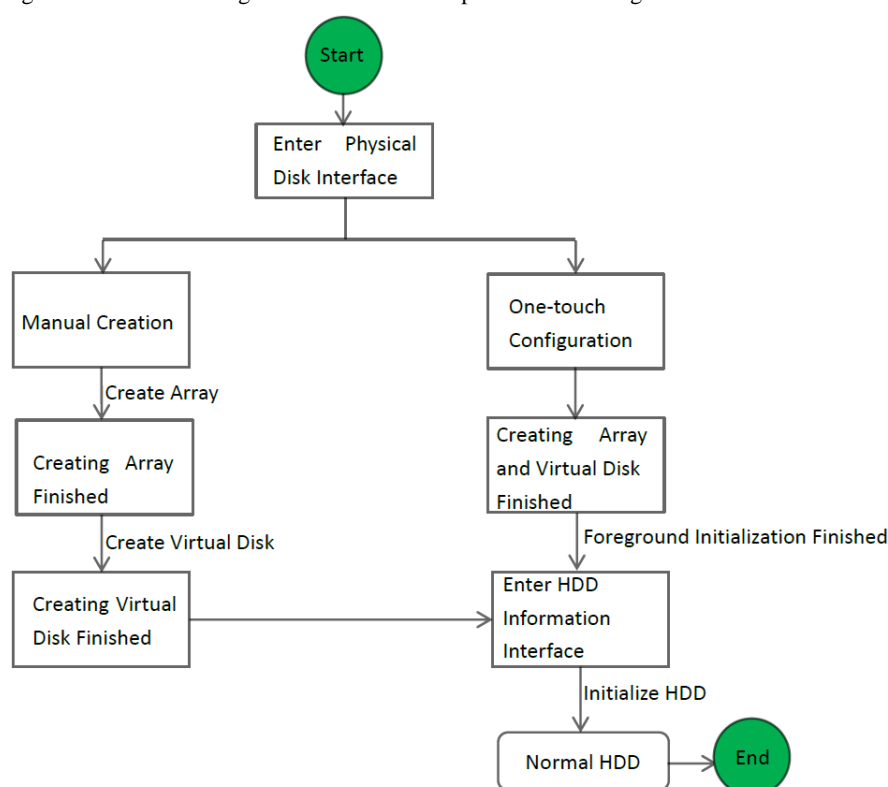 Start
Enter Physical
Disk Interface
Manual Creation
One-touch
Configuration
Create Array
Creating Array
Finished
Creating Array
and Virtual Disk
Finished
Create Virtual Disk
Foreground Initialization Finished
Creating Virtual
Disk Finished
Enter HDD
Information
Interface
Initialize HDD
Normal HDD
End